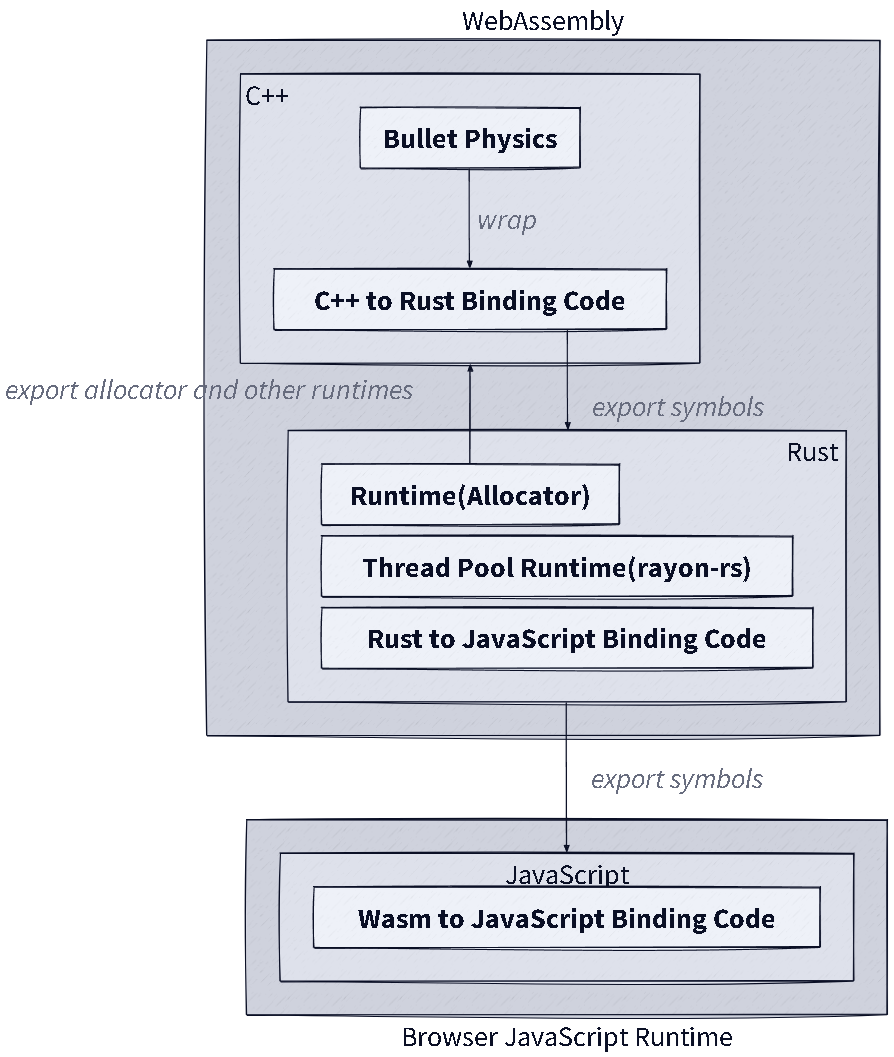 WebAssembly
C++
Bullet Physics
wrap
C++ to Rust Binding Code
export allocator and other runtimes
export symbols
Rust
Runtime(Allocator)
Thread Pool Runtime(rayon-rs)
Rust to JavaScript Binding Code
export symbols
JavaScript
Wasm to JavaScript Binding Code
Browser JavaScript Runtime